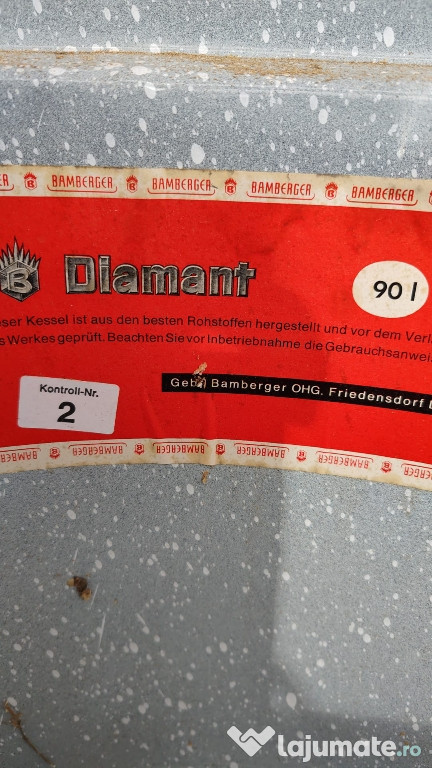 BAMBERGER BAMBERGER BAMBERGER BAMBERGER
B Diamant
90 l
Kessel ist aus den besten Rohstoffen hergestellt und vor dem
Werkes geprüft. Beachten Sie vor Inbetriebnahme die
Kontroll-Nr.
2
Bamberger OHG. Friedensdorf
BAMBERGER BAMBERGER BAMBERGER BAMBERGER BAMBERGER
lajumate.ro